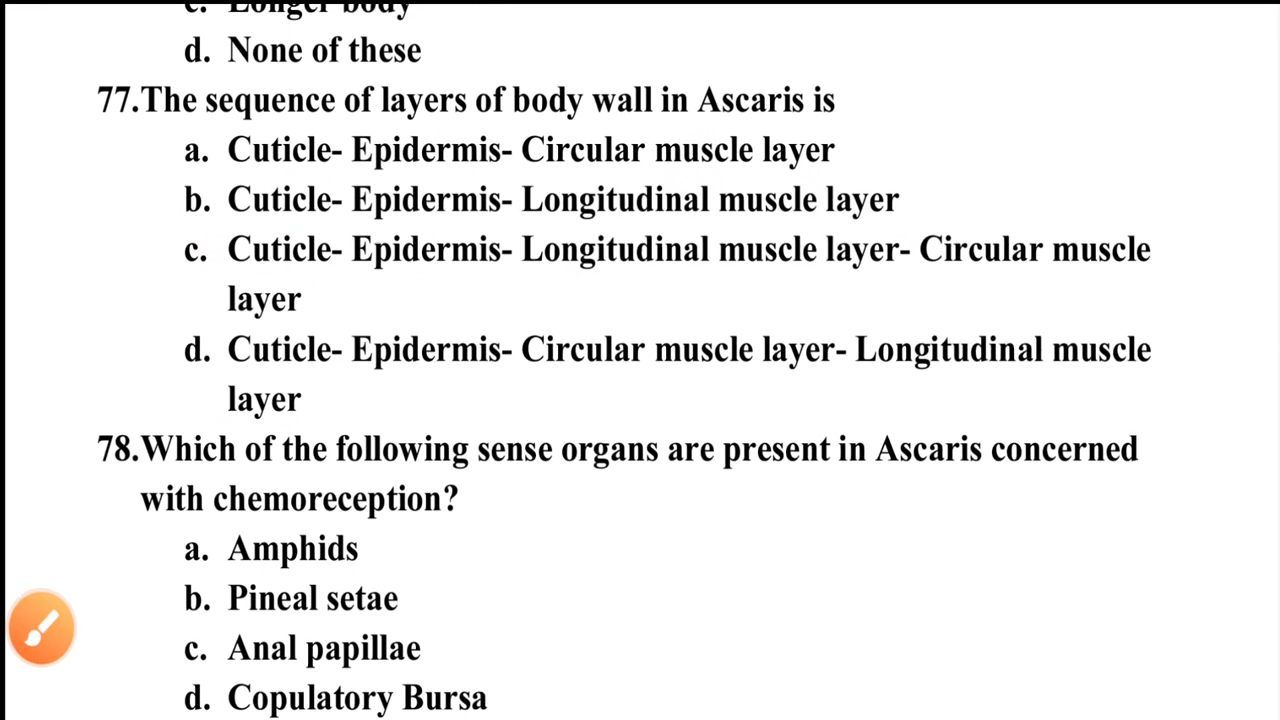 c. Longer body
d. None of these
77.The sequence of layers of body wall in Ascaris is
a. Cuticle- Epidermis- Circular muscle layer
b. Cuticle- Epidermis- Longitudinal muscle layer
c. Cuticle- Epidermis- Longitudinal muscle layer- Circular muscle
layer
d. Cuticle- Epidermis- Circular muscle layer- Longitudinal muscle
layer
78.Which of the following sense organs are present in Ascaris concerned
with chemoreception?
a. Amphids
b. Pineal setae
c. Anal papillae
d. Copulatory Bursa